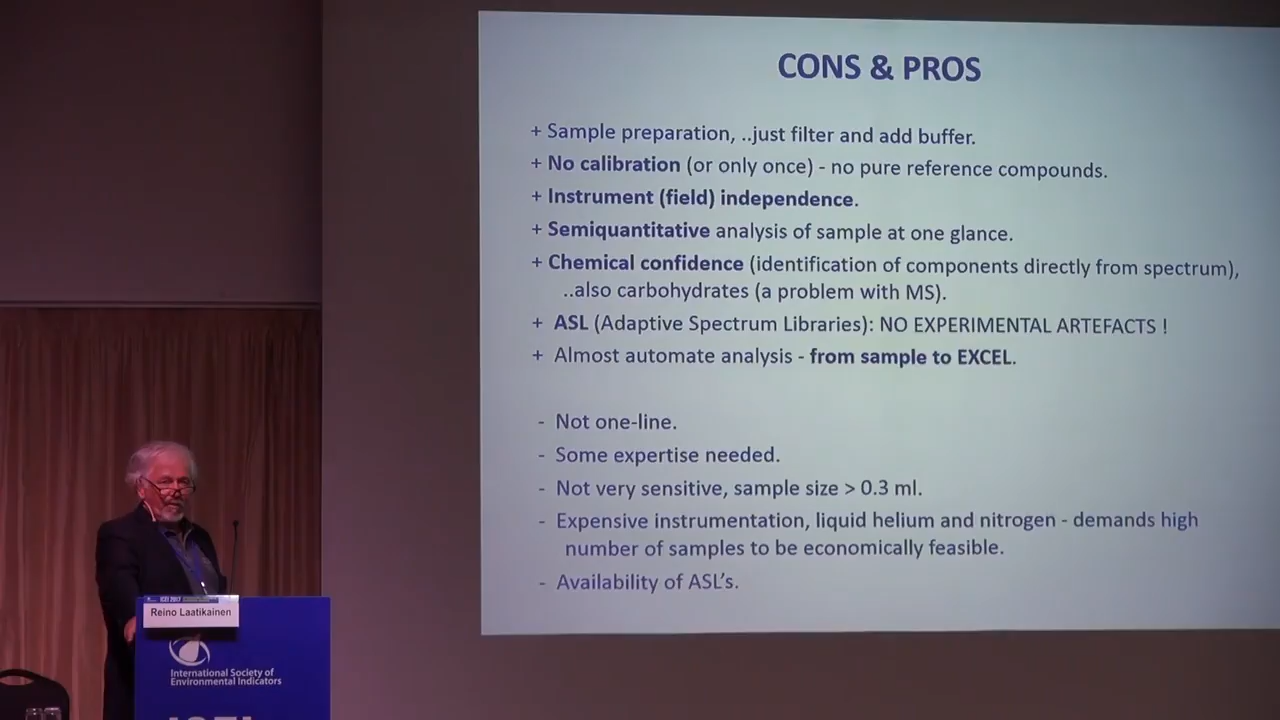 CONS & PROS
+ Sample preparation, ..just filter and add buffer.
+ No calibration (or only once) - no pure reference compounds.
+ Instrument (field) independence.
+ Semiquantitative analysis of sample at one glance.
+ Chemical confidence (identification of components directly from spectrum),
..also carbohydrates (a problem with MS).
+ ASL (Adaptive Spectrum Libraries): NO EXPERIMENTAL ARTEFACTS !
+ Almost automate analysis - from sample to EXCEL.
- Not one-line.
- Some expertise needed.
- Not very sensitive, sample size > 0.3 ml.
- Expensive instrumentation, liquid helium and nitrogen - demands high
number of samples to be economically feasible.
- Availability of ASL's.
ICEI 2017
Reino Laatikainen
International Society of
Environmental Indicators